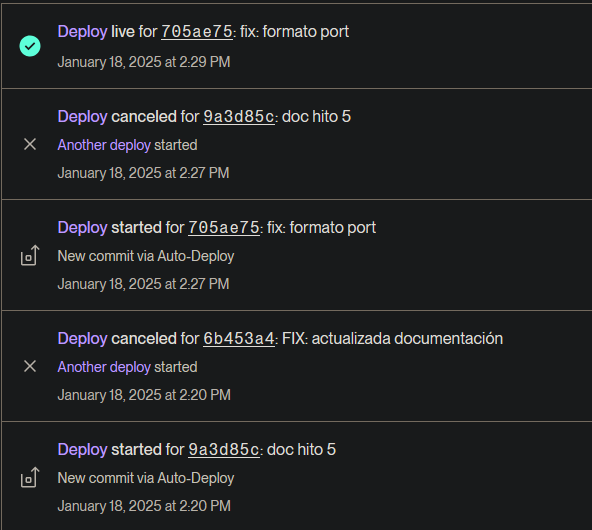 Deploy live for 705ae75: fix: formato port
January 18, 2025 at 2:29 PM
Deploy canceled for 9a3d85c: doc hito 5
Another deploy started
January 18, 2025 at 2:27 PM
Deploy started for 705ae75: fix: formato port
New commit via Auto-Deploy
January 18, 2025 at 2:27 PM
Deploy canceled for 6b453a4: FIX: actualizada documentación
Another deploy started
January 18, 2025 at 2:20 PM
Deploy started for 9a3d85c: doc hito 5
New commit via Auto-Deploy
January 18, 2025 at 2:20 PM